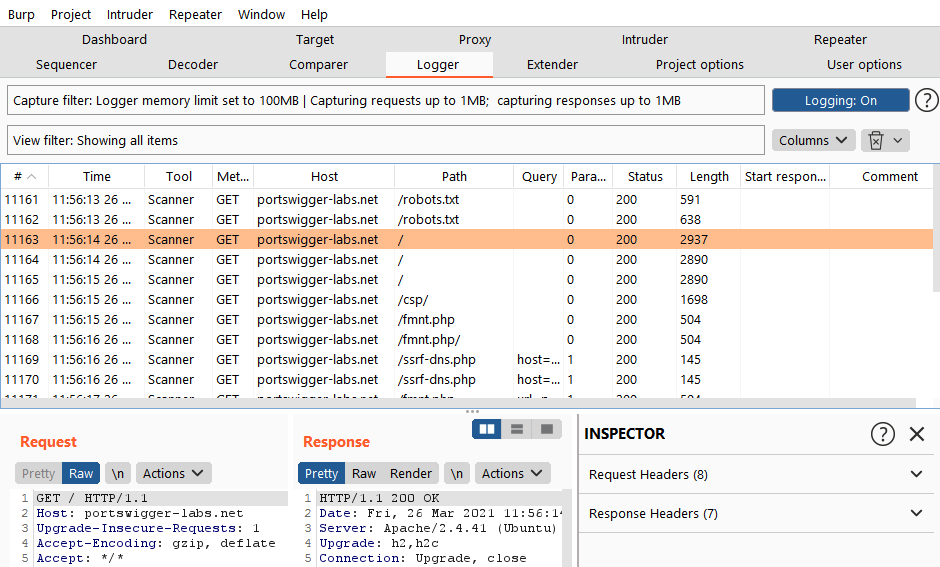 Burp Project Intruder Repeater Window Help
Dashboard Target Proxy Intruder Repeater
Sequencer Decoder Comparer Logger Extender Project options User options
Capture filter: Logger memory limit set to 100MB | Capturing requests up to 1MB;  capturing responses up to 1MB Logging: On ?
View filter: Showing all items Columns
# Time Tool Met... Host Path Query Para... Status Length Start respon... Comment
11161 11:56:13 26 ... Scanner GET portswigger-labs.net /robots.txt 0 200 591
11162 11:56:13 26 ... Scanner GET portswigger-labs.net /robots.txt 0 200 638
11163 11:56:14 26 ... Scanner GET portswigger-labs.net / 0 200 2937
11164 11:56:14 26 ... Scanner GET portswigger-labs.net / 0 200 2890
11165 11:56:15 26 ... Scanner GET portswigger-labs.net / 0 200 2890
11166 11:56:15 26 ... Scanner GET portswigger-labs.net /csp/ 0 200 1698
11167 11:56:15 26 ... Scanner GET portswigger-labs.net /fmnt.php 0 200 504
11168 11:56:16 26 ... Scanner GET portswigger-labs.net /fmnt.php/ 0 200 504
11169 11:56:16 26 ... Scanner GET portswigger-labs.net /ssrf-dns.php host=... 1 200 145
11170 11:56:16 26 ... Scanner GET portswigger-labs.net /ssrf-dns.php host=... 1 200 145
Request
Pretty Raw \n Actions
1 GET / HTTP/1.1
2 Host: portswigger-labs.net
3 Upgrade-Insecure-Requests: 1
4 Accept-Encoding: gzip, deflate
5 Accept: */*
Response
Pretty Raw Render \n Actions
1 HTTP/1.1 200 OK
2 Date: Fri, 26 Mar 2021 11:56:14
3 Server: Apache/2.4.41 (Ubuntu)
4 Upgrade: h2,h2c
5 Connection: Upgrade, close
INSPECTOR ?
Request Headers (8)
Response Headers (7)